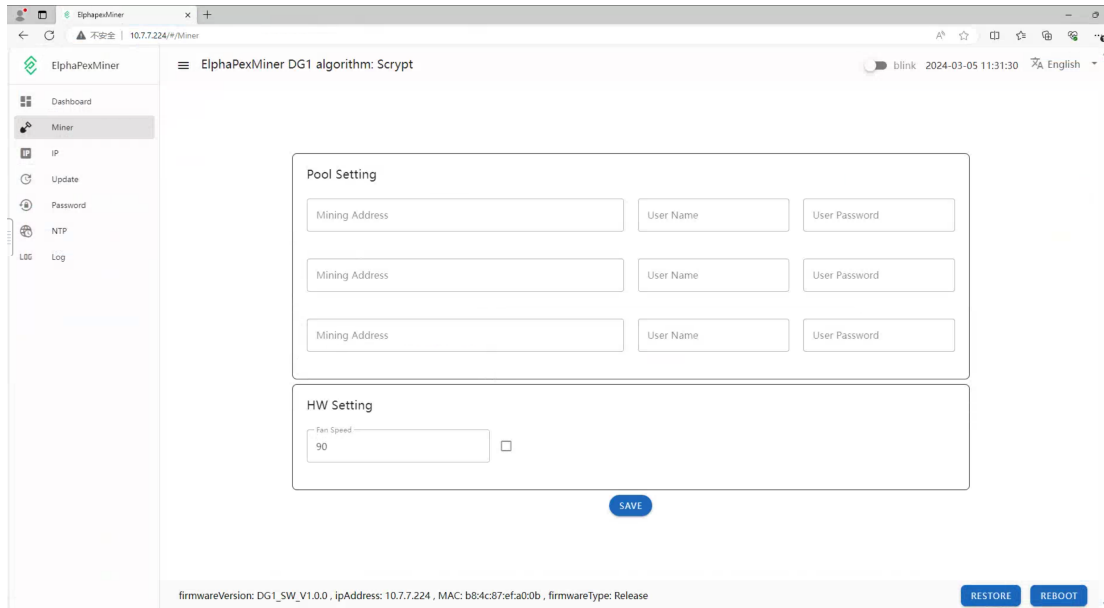 ElphapexMiner
不安全 | 10.7.7.224/#/Miner
ElphaPexMiner
ElphaPexMiner DG1 algorithm: Scrypt
blink 2024-03-05 11:31:30 English
Dashboard
Miner
IP
Update
Password
NTP
LOG Log
Pool Setting
Mining Address User Name User Password
Mining Address User Name User Password
Mining Address User Name User Password
HW Setting
Fan Speed
90
SAVE
firmwareVersion: DG1_SW_V1.0.0 , ipAddress: 10.7.7.224 , MAC: b8:4c:87:ef:a0:0b , firmwareType: Release
RESTORE REBOOT